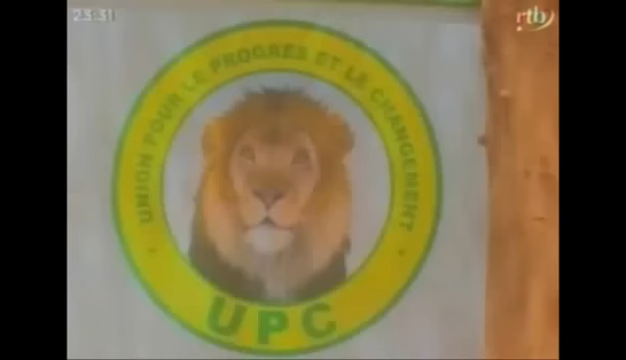 23:31
rtb
UNION POUR LE PROGRES ET LE CHANGEMENT
UPC